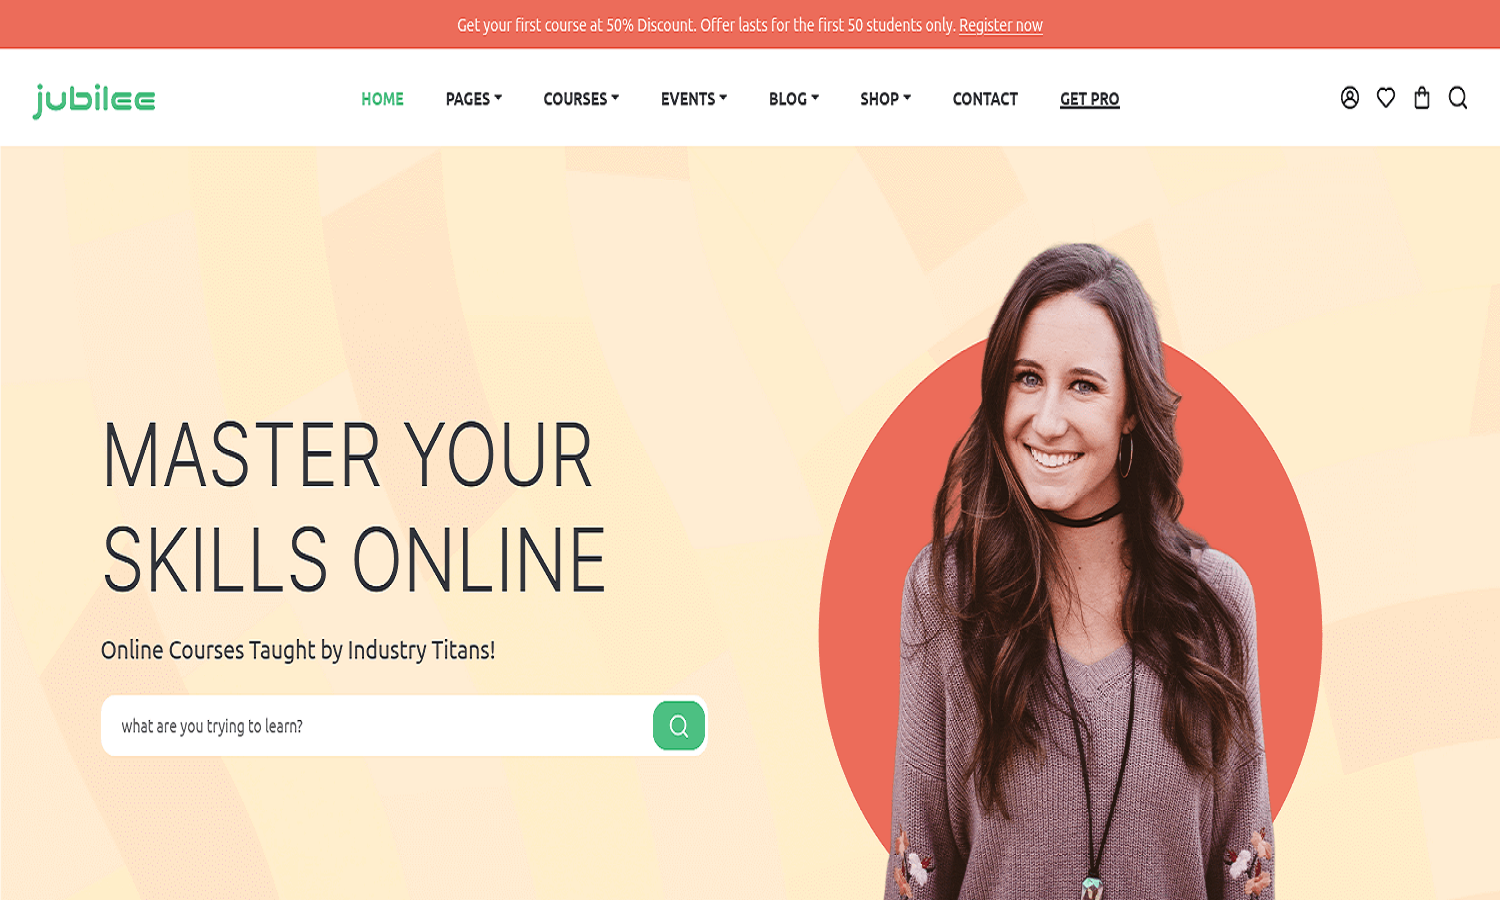 Get your first course at 50% Discount. Offer lasts for the first 50 students only. Register now
jubilee
HOME PAGES COURSES EVENTS BLOG SHOP CONTACT GET PRO
MASTER YOUR
SKILLS ONLINE
Online Courses Taught by Industry Titans!
what are you trying to learn?